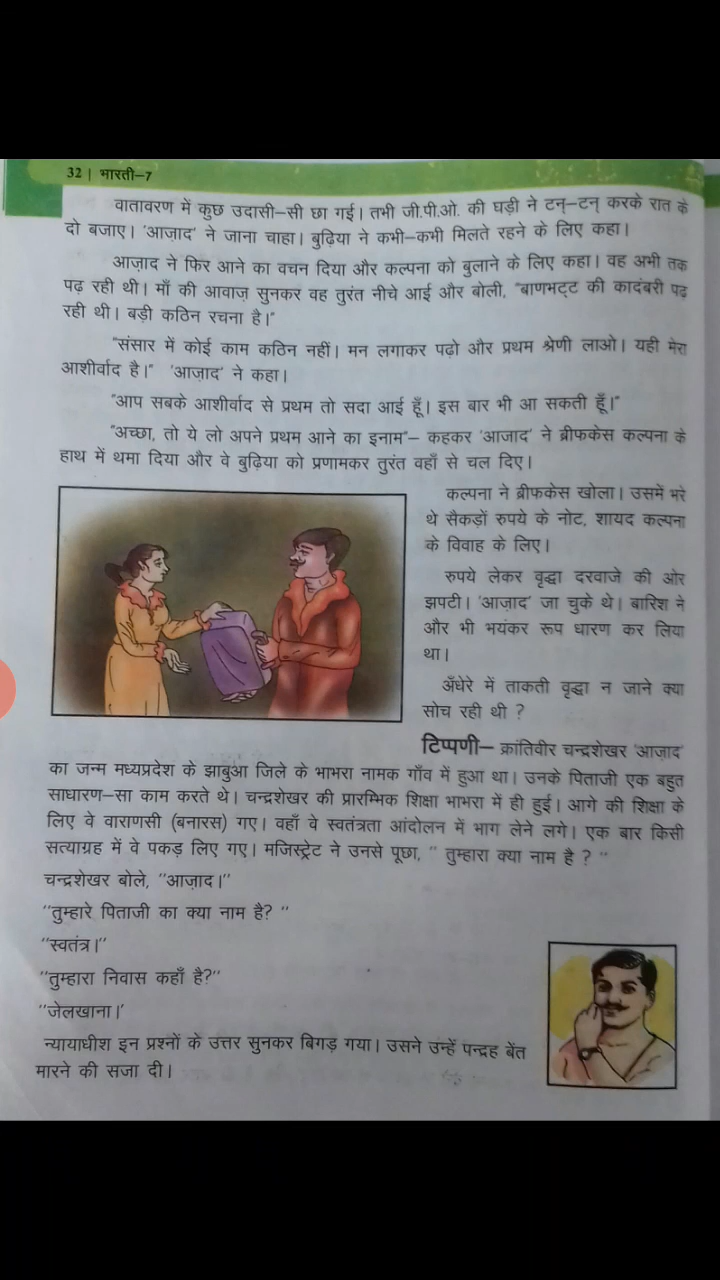 32 | भारती–7
वातावरण में कुछ उदासी–सी छा गई। तभी जी.पी.ओ. की घड़ी ने टन्–टन् करके रात के
दो बजाए। 'आज़ाद' ने जाना चाहा। बुढ़िया ने कभी–कभी मिलते रहने के लिए कहा।
आज़ाद ने फिर आने का वचन दिया और कल्पना को बुलाने के लिए कहा। वह अभी तक
पढ़ रही थी। माँ की आवाज़ सुनकर वह तुरंत नीचे आई और बोली, "बाणभट्ट की कादंबरी पढ़
रही थी। बड़ी कठिन रचना है।"
"संसार में कोई काम कठिन नहीं। मन लगाकर पढ़ो और प्रथम श्रेणी लाओ। यही मेरा
आशीर्वाद है।" 'आज़ाद' ने कहा।
"आप सबके आशीर्वाद से प्रथम तो सदा आई हूँ। इस बार भी आ सकती हूँ।"
"अच्छा, तो ये लो अपने प्रथम आने का इनाम"– कहकर 'आजाद' ने ब्रीफकेस कल्पना के
हाथ में थमा दिया और वे बुढ़िया को प्रणामकर तुरंत वहाँ से चल दिए।
कल्पना ने ब्रीफकेस खोला। उसमें भरे
थे सैकड़ों रुपये के नोट, शायद कल्पना
के विवाह के लिए।
रुपये लेकर वृद्धा दरवाजे की ओर
झपटी। 'आज़ाद' जा चुके थे। बारिश ने
और भी भयंकर रूप धारण कर लिया
था।
अँधेरे में ताकती वृद्धा न जाने क्या
सोच रही थी ?
टिप्पणी– क्रांतिवीर चन्द्रशेखर 'आज़ाद'
का जन्म मध्यप्रदेश के झाबुआ जिले के भाभरा नामक गाँव में हुआ था। उनके पिताजी एक बहुत
साधारण–सा काम करते थे। चन्द्रशेखर की प्रारम्भिक शिक्षा भाभरा में ही हुई। आगे की शिक्षा के
लिए वे वाराणसी (बनारस) गए। वहाँ वे स्वतंत्रता आंदोलन में भाग लेने लगे। एक बार किसी
सत्याग्रह में वे पकड़ लिए गए। मजिस्ट्रेट ने उनसे पूछा, " तुम्हारा क्या नाम है ? "
चन्द्रशेखर बोले, "आज़ाद।"
"तुम्हारे पिताजी का क्या नाम है? "
"स्वतंत्र।"
"तुम्हारा निवास कहाँ है?"
"जेलखाना।'
न्यायाधीश इन प्रश्नों के उत्तर सुनकर बिगड़ गया। उसने उन्हें पन्द्रह बेंत
मारने की सजा दी।